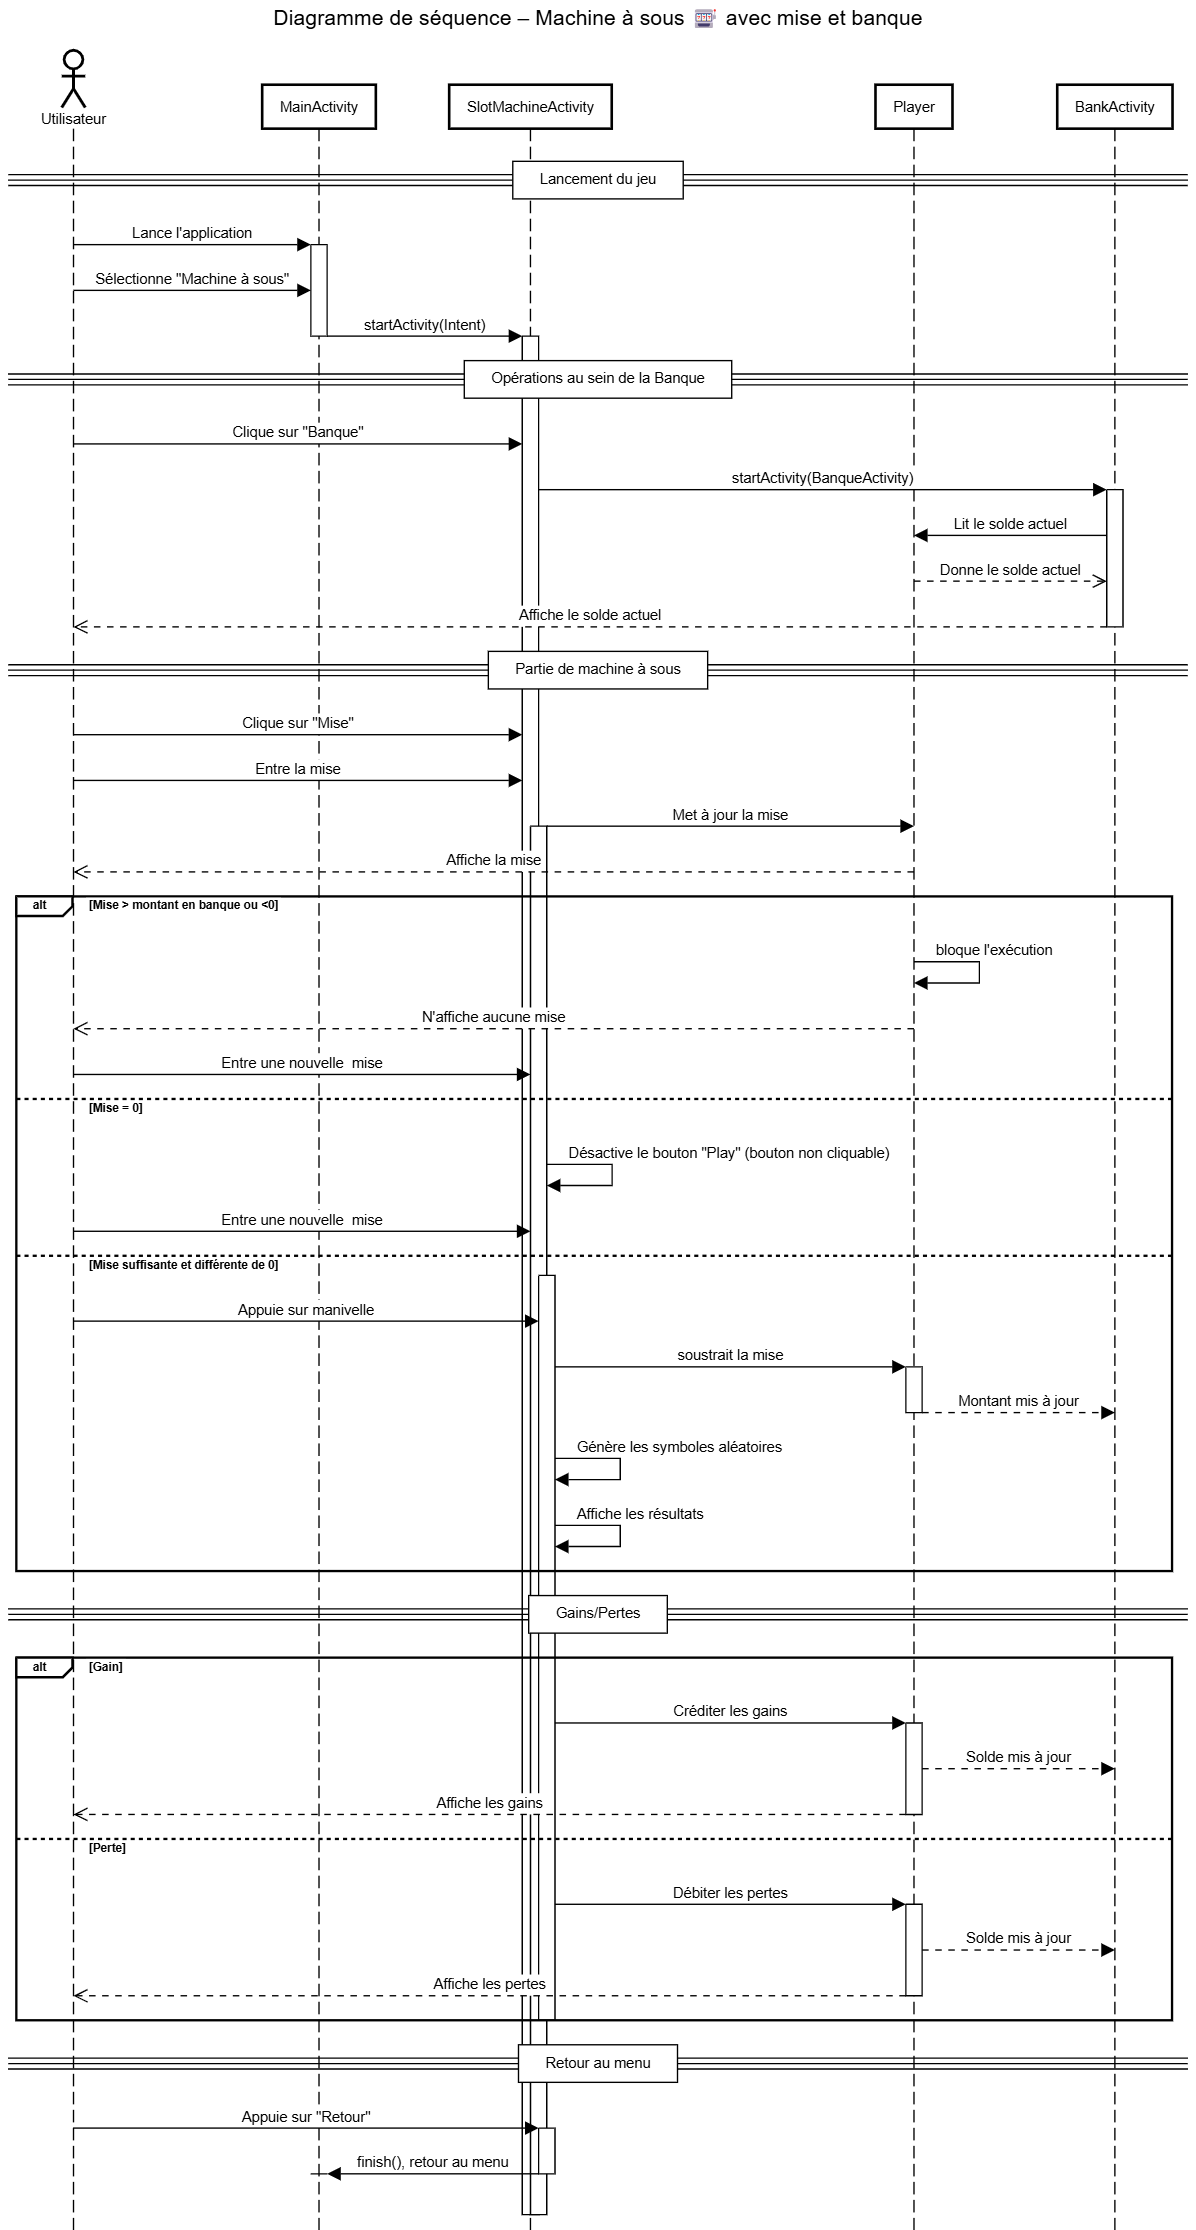 Diagramme de séquence – Machine à sous 🎰 avec mise et banque
Utilisateur
MainActivity
SlotMachineActivity
Player
BankActivity
Lancement du jeu
Lance l'application
Sélectionne "Machine à sous"
startActivity(Intent)
Opérations au sein de la Banque
Clique sur "Banque"
startActivity(BanqueActivity)
Lit le solde actuel
Donne le solde actuel
Affiche le solde actuel
Partie de machine à sous
Clique sur "Mise"
Entre la mise
Met à jour la mise
Affiche la mise
alt
[Mise > montant en banque ou <0]
bloque l'exécution
N'affiche aucune mise
Entre une nouvelle  mise
[Mise = 0]
Désactive le bouton "Play" (bouton non cliquable)
Entre une nouvelle  mise
[Mise suffisante et différente de 0]
Appuie sur manivelle
soustrait la mise
Montant mis à jour
Génère les symboles aléatoires
Affiche les résultats
Gains/Pertes
alt
[Gain]
Créditer les gains
Solde mis à jour
Affiche les gains
[Perte]
Débiter les pertes
Solde mis à jour
Affiche les pertes
Retour au menu
Appuie sur "Retour"
finish(), retour au menu